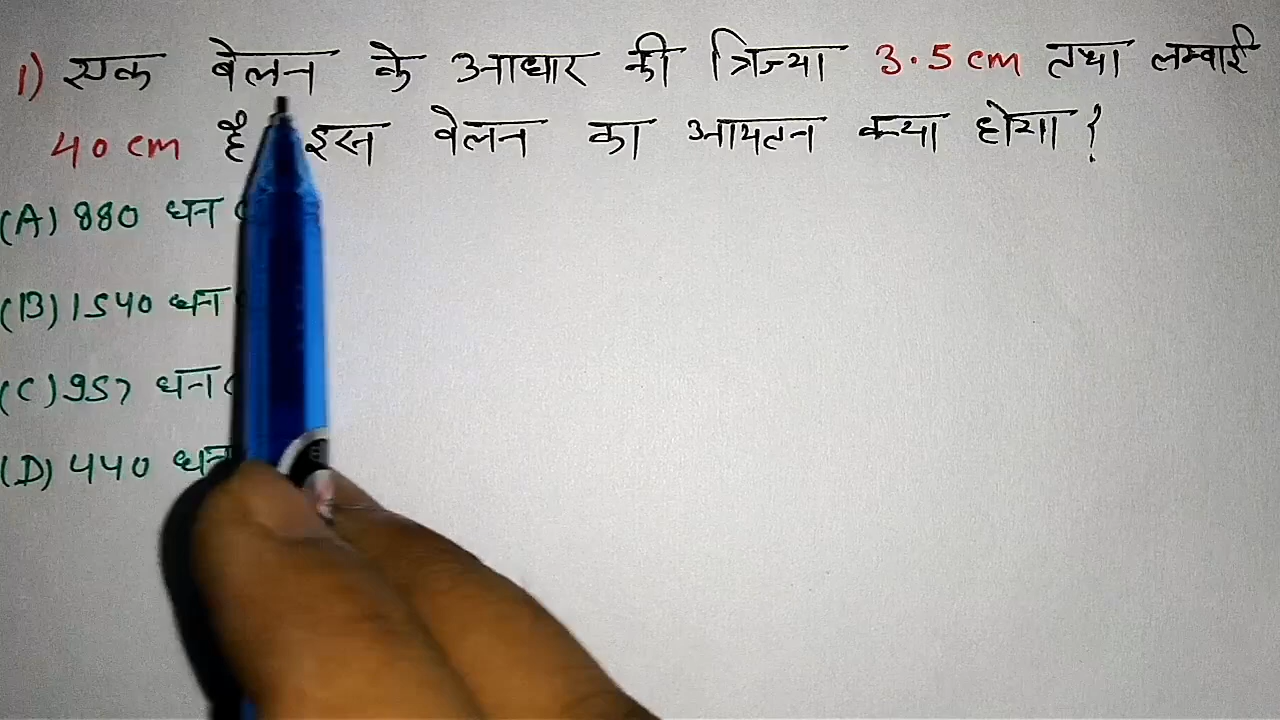 1) एक बेलन के आधार की त्रिज्या 3.5 cm तथा लम्बाई
40 cm है इस बेलन का आयतन क्या होगा ?
(A) 880 घन
(B) 1540 घन
(C) 957 घन
(D) 440 घन